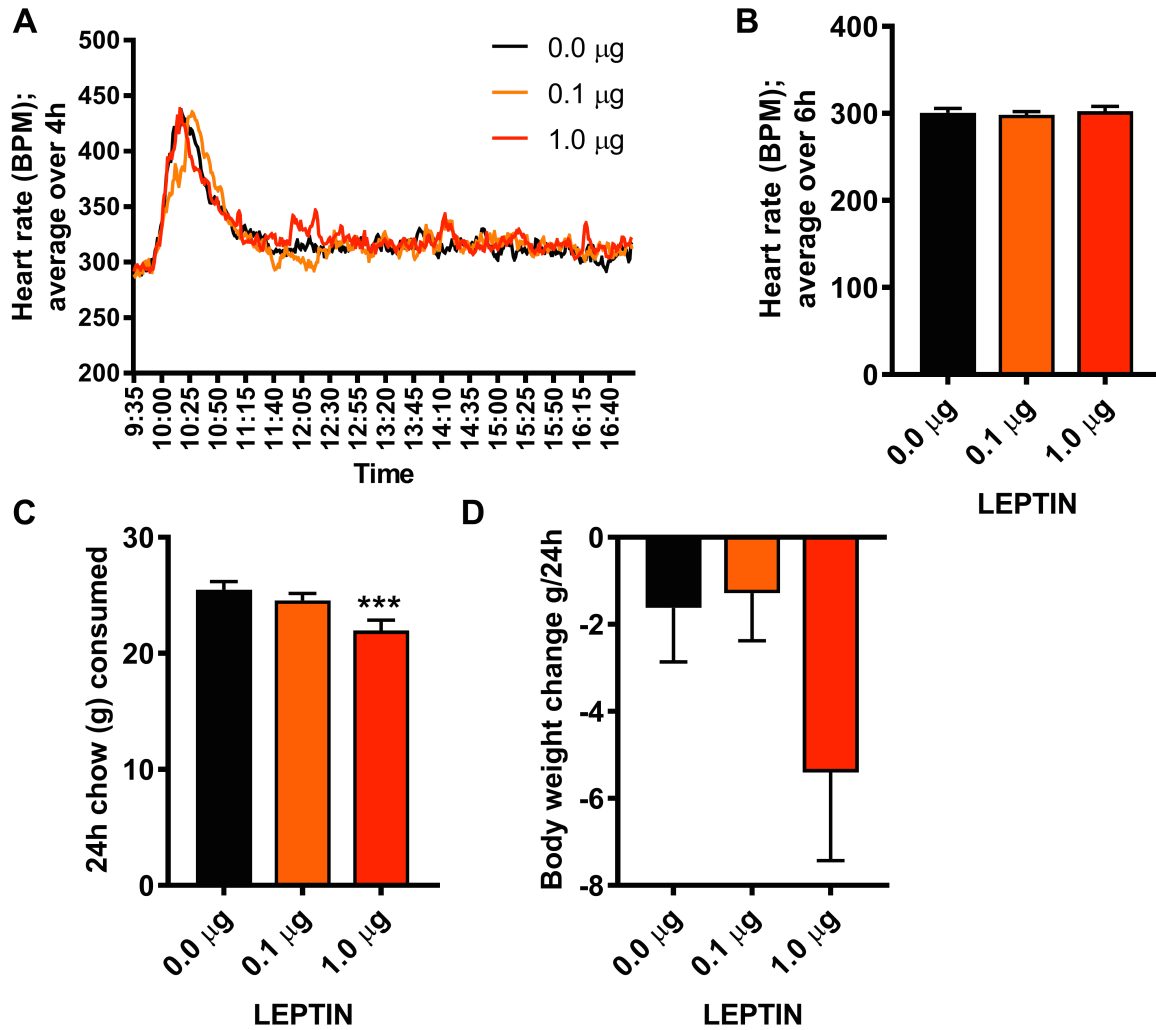 A
Heart rate (BPM);
average over 4h
500
450
400
350
300
250
200
0.0 μg
0.1 μg
1.0 μg
9:35
10:00
10:25
10:50
11:15
11:40
12:05
12:30
12:55
13:20
13:45
14:10
14:35
15:00
15:25
15:50
16:15
16:40
Time
B
Heart rate (BPM);
average over 6h
400
300
200
100
0
0.0 μg
0.1 μg
1.0 μg
LEPTIN
C
24h chow (g) consumed
30
20
10
0
***
0.0 μg
0.1 μg
1.0 μg
LEPTIN
D
Body weight change g/24h
0
-2
-4
-6
-8
0.0 μg
0.1 μg
1.0 μg
LEPTIN